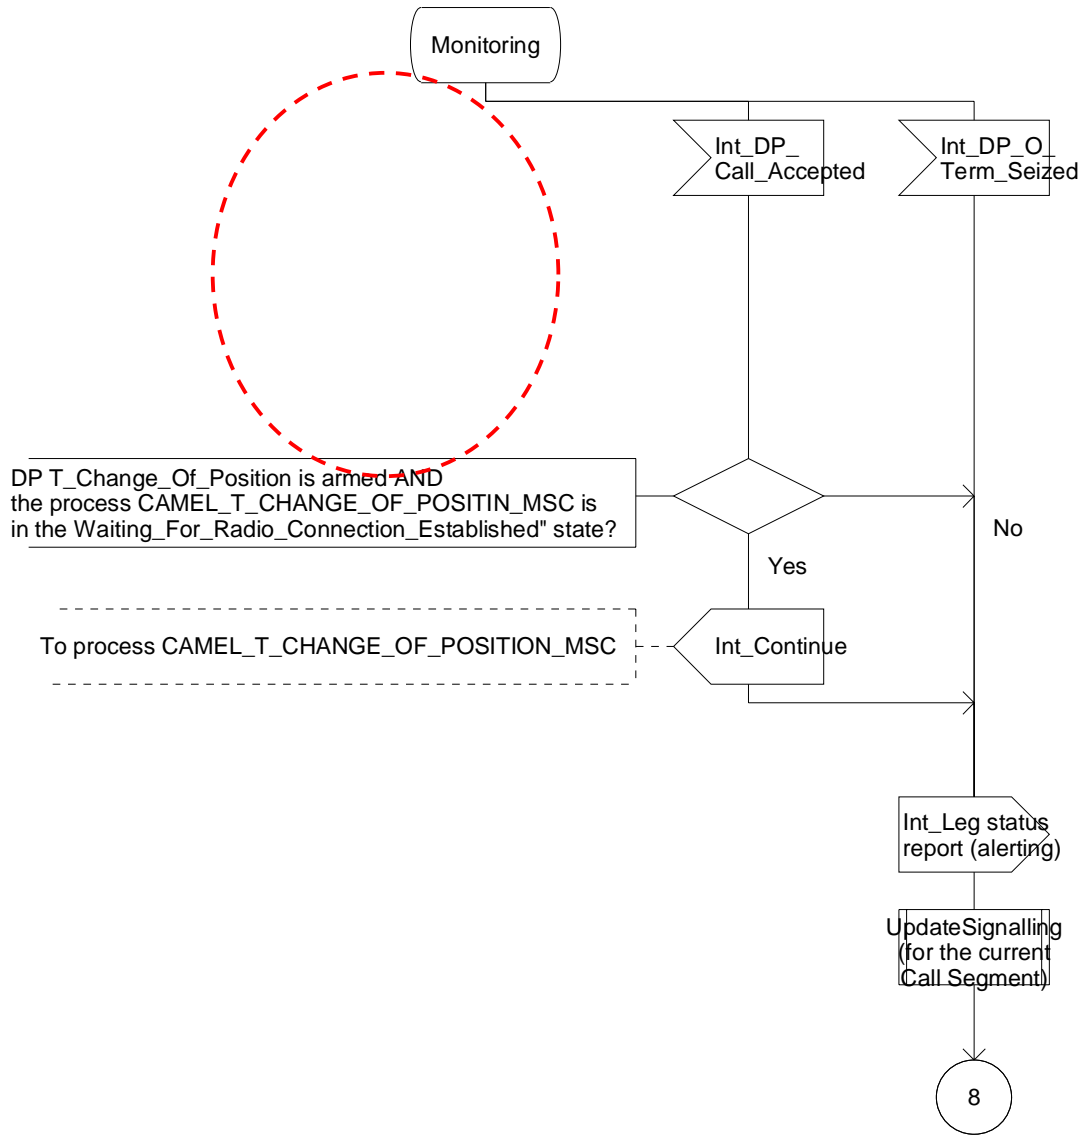 Monitoring
Int_DP_
Call_Accepted
Int_DP_O_
Term_Seized
DP T_Change_Of_Position is armed AND
the process CAMEL_T_CHANGE_OF_POSITIN_MSC is
in the Waiting_For_Radio_Connection_Established" state?
No
Yes
To process CAMEL_T_CHANGE_OF_POSITION_MSC
Int_Continue
Int_Leg status
report (alerting)
UpdateSignalling
(for the current
Call Segment)
8